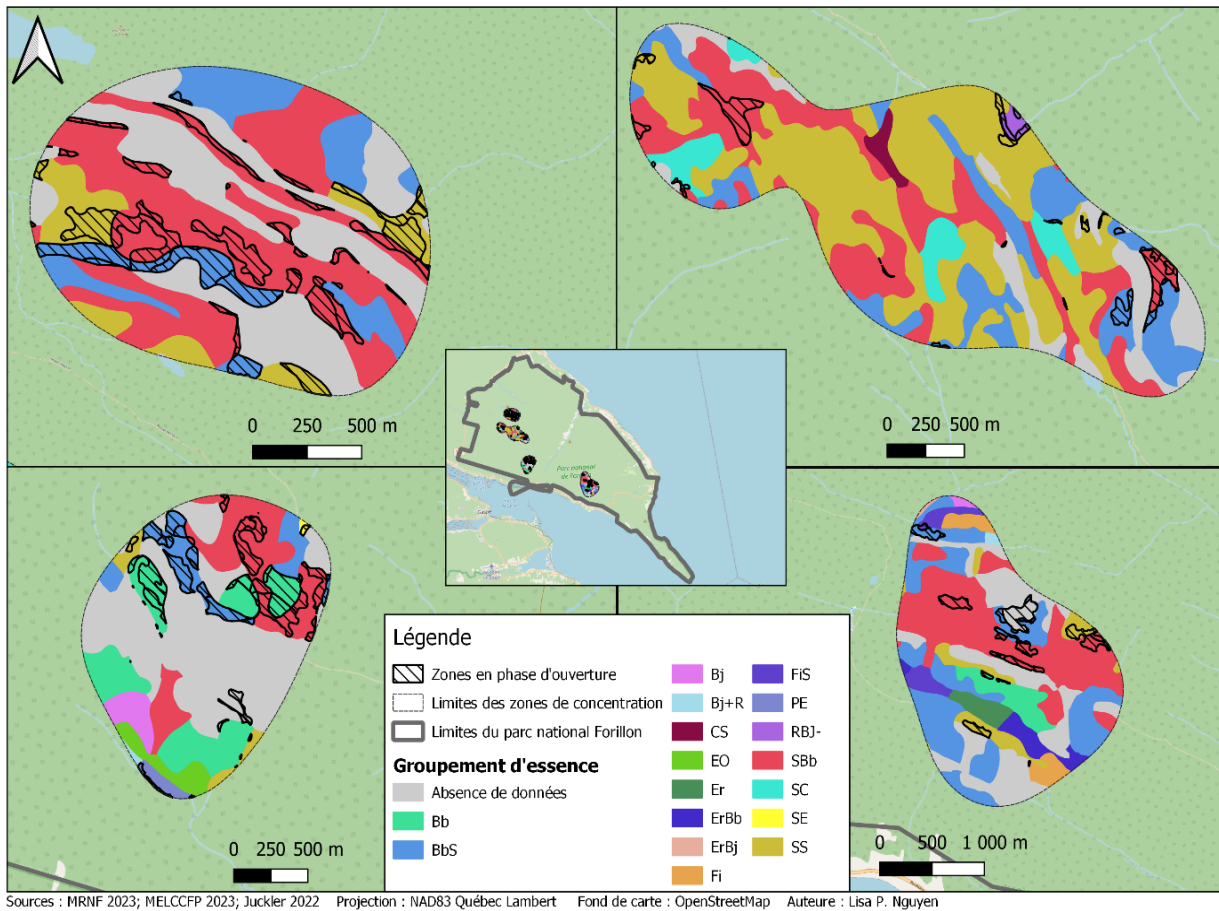 0 250 500 m
0 250 500 m
Parc national
0 250 500 m
0 500 1 000 m
Légende
Zones en phase d'ouverture
Limites des zones de concentration
Limites du parc national Forillon
Groupement d'essence
Absence de données
Bb
BbS
Bj
Bj+R
CS
EO
Er
ErBb
ErBj
Fi
FiS
PE
RBJ-
SBb
SC
SE
SS
Sources : MRNF 2023; MELCCFP 2023; Juckler 2022 Projection : NAD83 Québec Lambert Fond de carte : OpenStreetMap Auteure : Lisa P. Nguyen